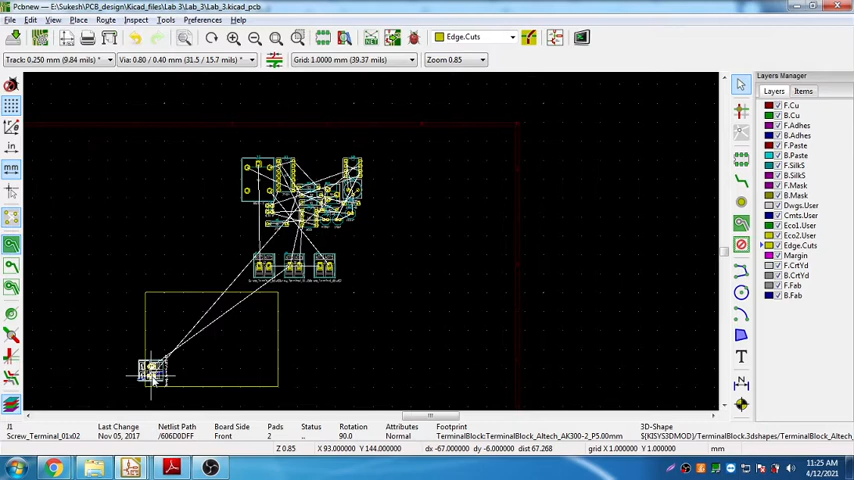 Pcbnew — E:\Sukesh\PCB_design\Kicad_files\Lab 3\Lab_3.kicad_pcb
File Edit View Place Route Inspect Tools Preferences Help
Edge.Cuts
Track: 0.250 mm (9.84 mils) * Via: 0.80 / 0.40 mm (31.5 / 15.7 mils) * Grid: 1.0000 mm (39.37 mils) Zoom 0.85
Layers Manager
Layers Items
F.Cu
B.Cu
F.Adhes
B.Adhes
F.Paste
B.Paste
F.SilkS
B.SilkS
F.Mask
B.Mask
Dwgs.User
Cmts.User
Eco1.User
Eco2.User
Edge.Cuts
Margin
F.CrtYd
B.CrtYd
F.Fab
B.Fab
in
mm
T
N
J1 Last Change Netlist Path Board Side Pads Status Rotation Attributes Footprint 3D-Shape
Screw_Terminal_01x02 Nov 05, 2017 /606D0DFF Front 2 .. 90.0 Normal TerminalBlock:TerminalBlock_Altech_AK300-2_P5.00mm ${KISYS3DMOD}/TerminalBlock.3dshapes/TerminalBlock_Altech_AK
Z 0.85 X 93.000000 Y 144.000000 dx -67.000000 dy -6.000000 dist 67.268 grid X 1.000000 Y 1.000000 mm
11:25 AM
4/12/2021